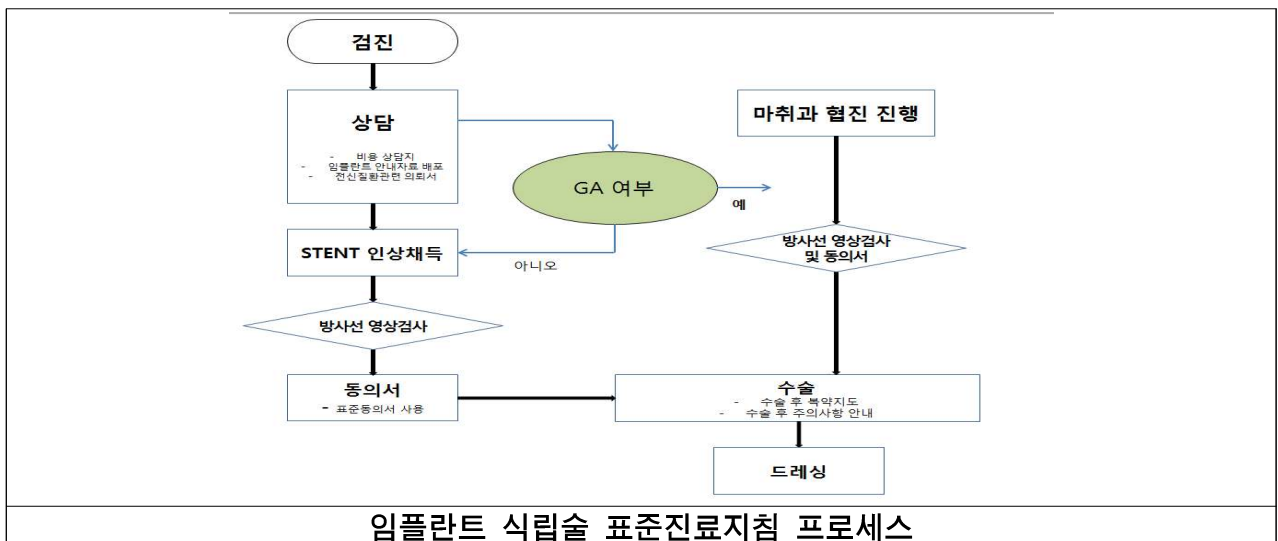 검진
상담
- 비용 상담지
- 임플란트 안내자료 배포
- 전신질환관련 의뢰서
GA 여부
예
아니오
STENT 인상채득
방사선 영상검사
동의서
- 표준동의서 사용
마취과 협진 진행
방사선 영상검사
및 동의서
수술
- 수술 후 복약지도
- 수술 후 주의사항 안내
드레싱
임플란트 식립술 표준진료지침 프로세스